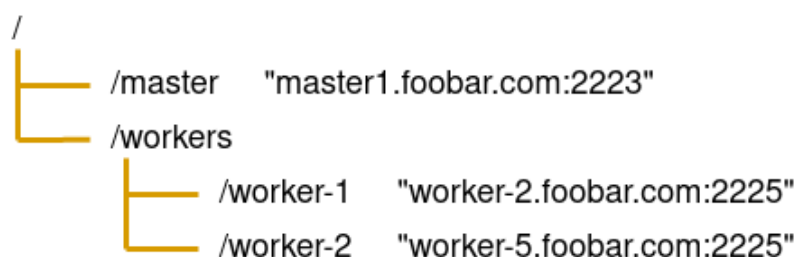 /
/master "master1.foobar.com:2223"
/workers
/worker-1 "worker-2.foobar.com:2225"
/worker-2 "worker-5.foobar.com:2225"